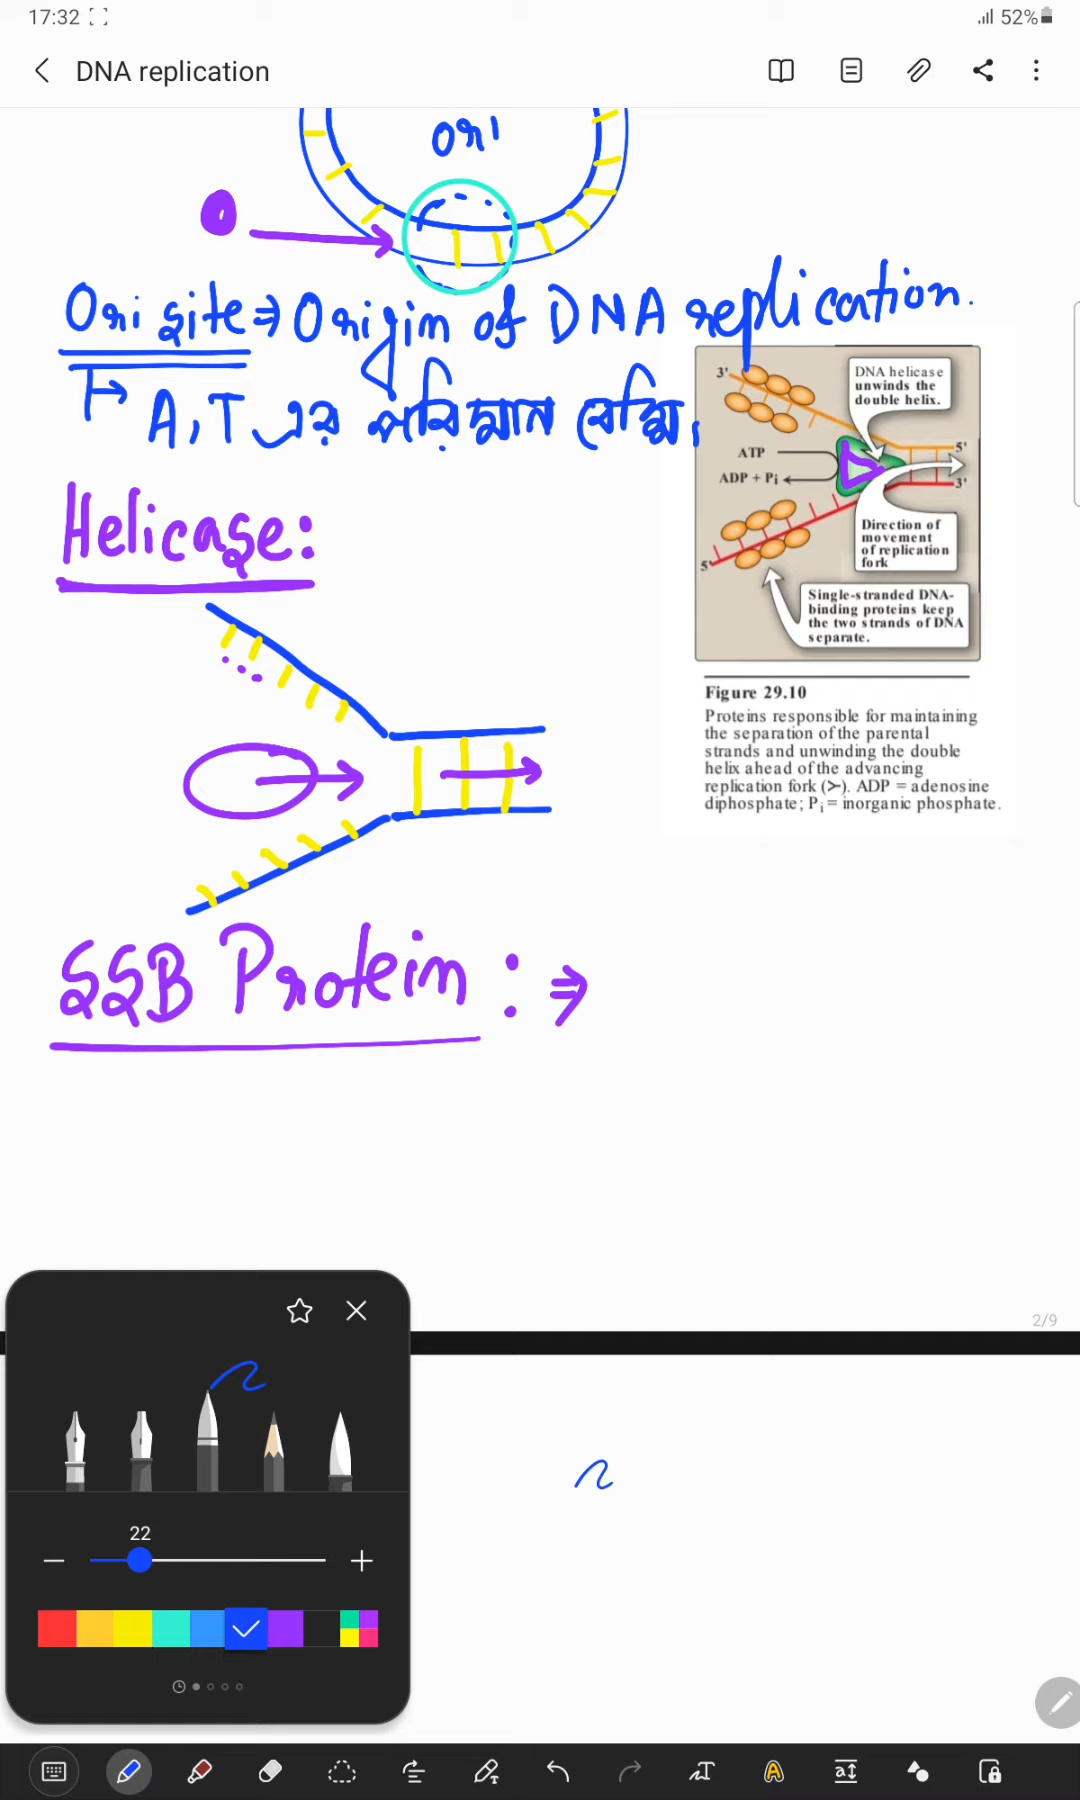 17:32
52%
DNA replication
ori
Ori site ⇒ Origin of DNA replication.
A, T এর পরিমান বেশি।
3'
DNA helicase
unwinds the
double helix.
ATP
5'
ADP + Pi
3'
Helicase:
Direction of
movement
of replication
fork
5'
Single-stranded DNA-
binding proteins keep
the two strands of DNA
separate.
Figure 29.10
Proteins responsible for maintaining
the separation of the parental
strands and unwinding the double
helix ahead of the advancing
replication fork (≻). ADP = adenosine
diphosphate; Pi = inorganic phosphate.
SSB Protein : ⇒
2/9
22